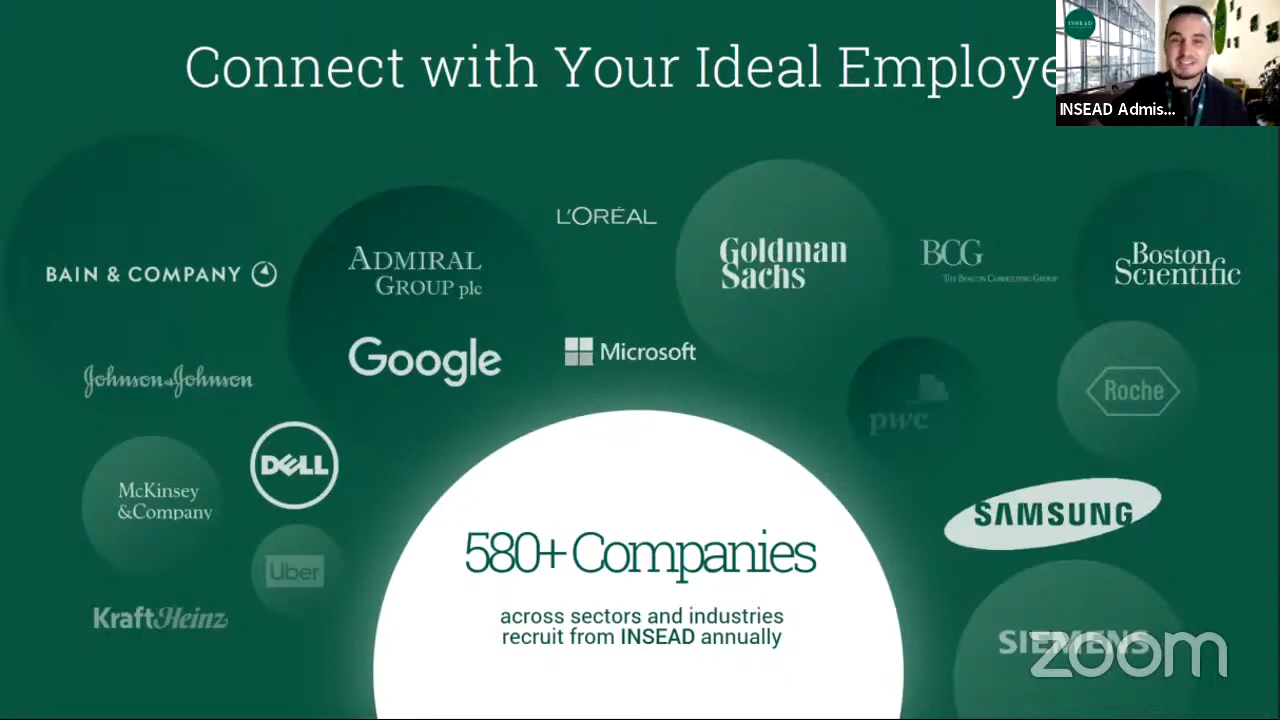 Connect with Your Ideal Employe
INSEAD
INSEAD Admis...
L'ORÉAL
BAIN & COMPANY
ADMIRAL
GROUP plc
Goldman
Sachs
BCG
THE BOSTON CONSULTING GROUP
Boston
Scientific
Johnson & Johnson
Google
Microsoft
pwc
Roche
McKinsey
&Company
DELL
SAMSUNG
Uber
KraftHeinz
580+ Companies
across sectors and industries
recruit from INSEAD annually
SIEMENS
zoom